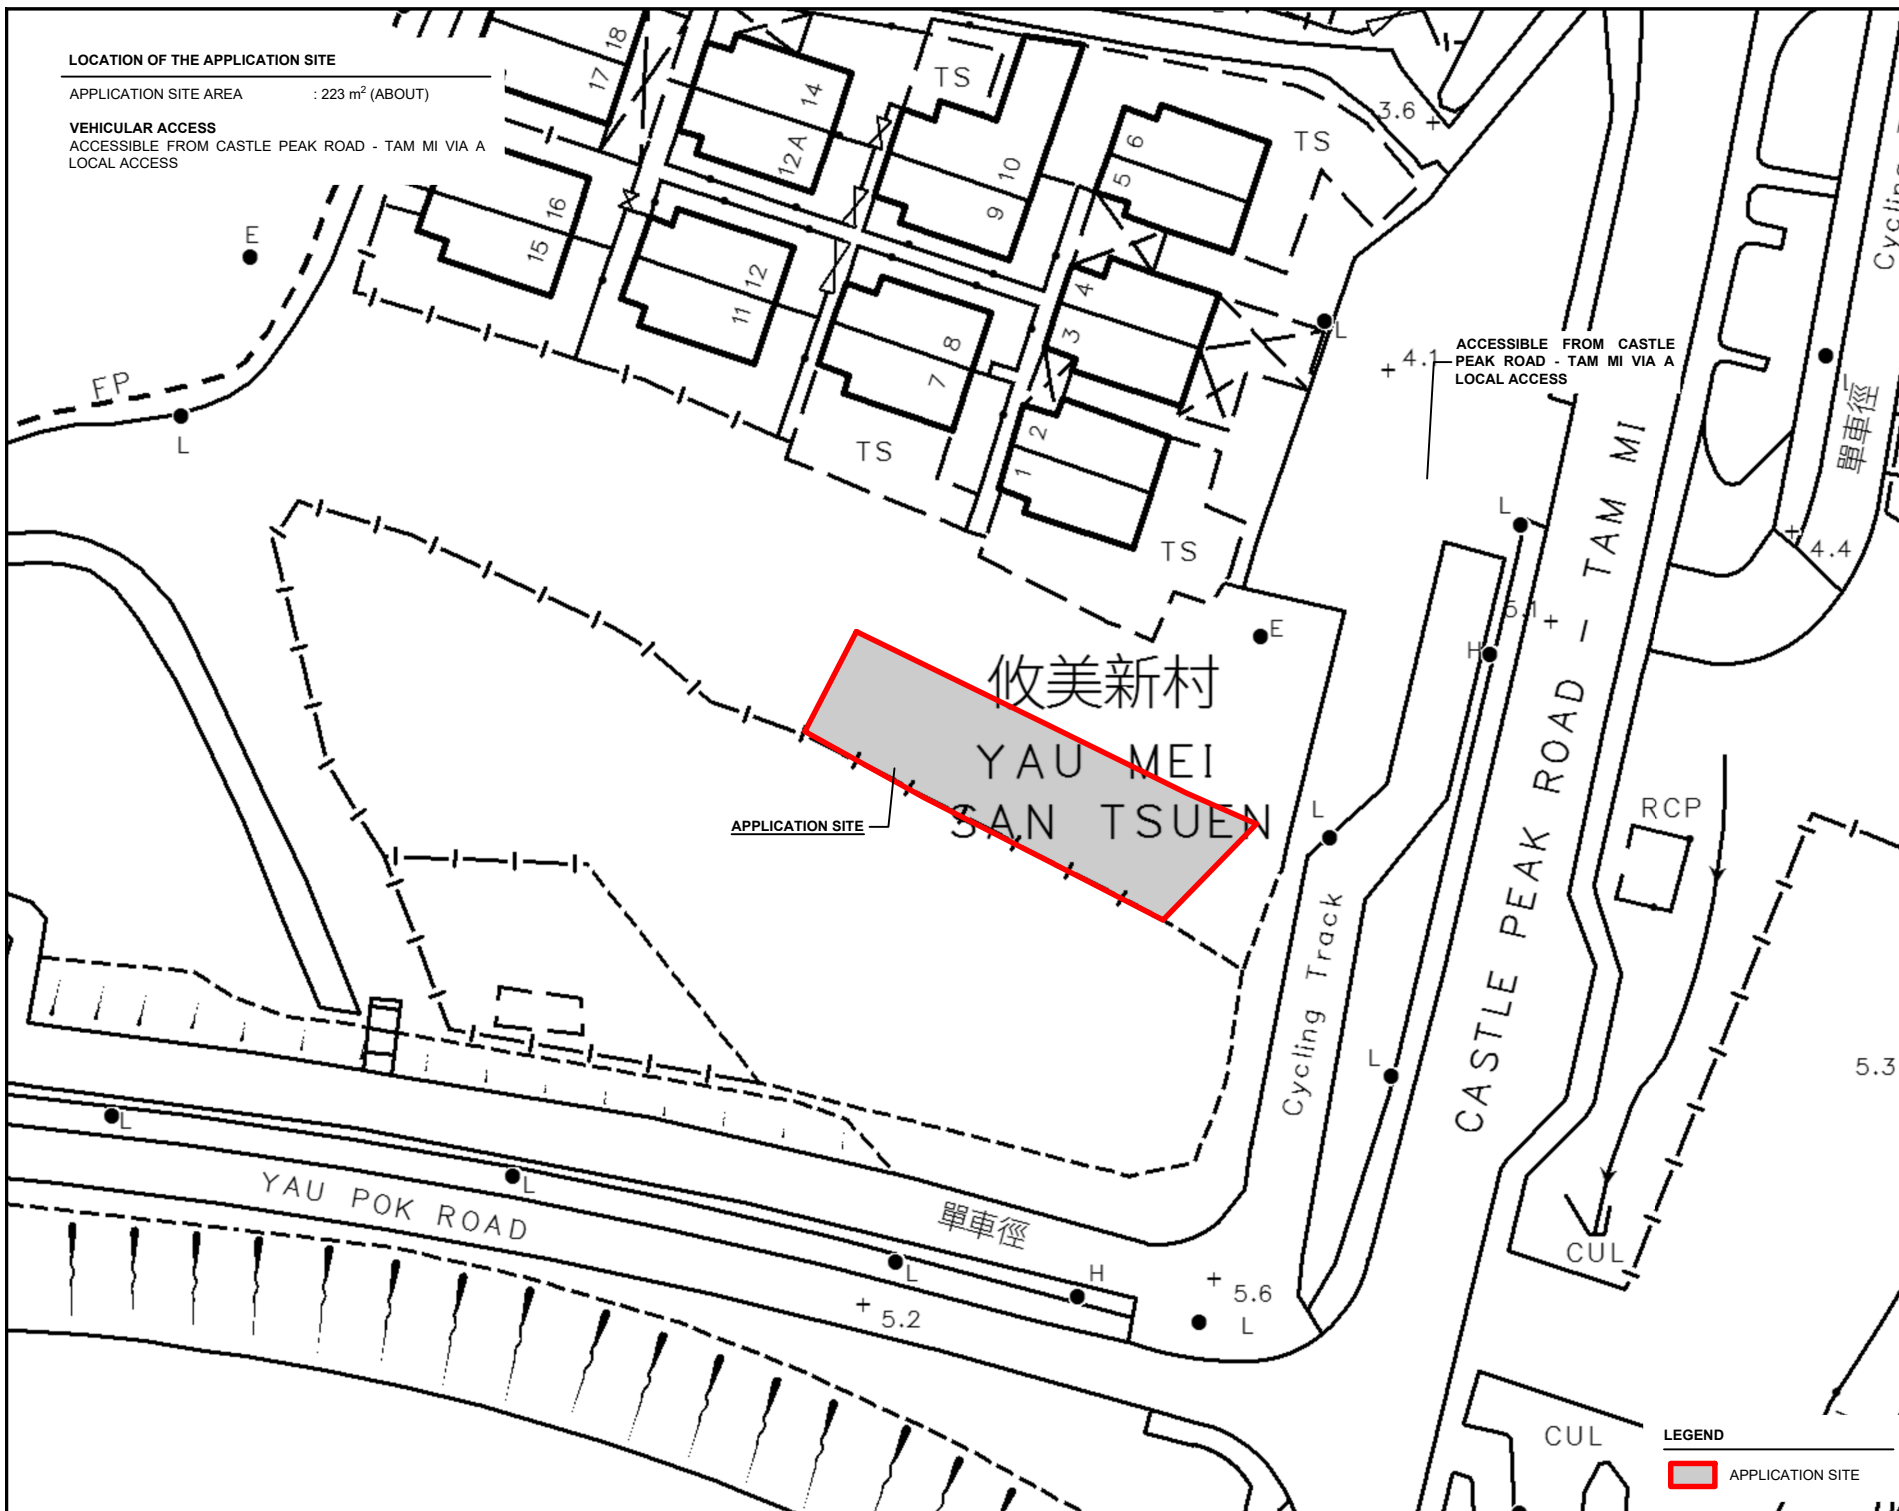 LOCATION OF THE APPLICATION SITE
APPLICATION SITE AREA : 223 m² (ABOUT)
VEHICULAR ACCESS
ACCESSIBLE FROM CASTLE PEAK ROAD - TAM MI VIA A
LOCAL ACCESS
18
17
14
12A
TS
10
9
6
5
TS
3.6
16
15
12
11
8
7
4
3
2
1
TS
TS
E
FP
L
L
4.1
ACCESSIBLE FROM CASTLE
PEAK ROAD - TAM MI VIA A
LOCAL ACCESS
單車徑
4.4
L
5.1
H
E
攸美新村
YAU MEI
SAN TSUEN
APPLICATION SITE
L
Cycling Track
L
CASTLE PEAK ROAD - TAM MI
RCP
5.3
CUL
L
YAU POK ROAD
L
單車徑
L
H
5.2
5.6
L
CUL
LEGEND
APPLICATION SITE